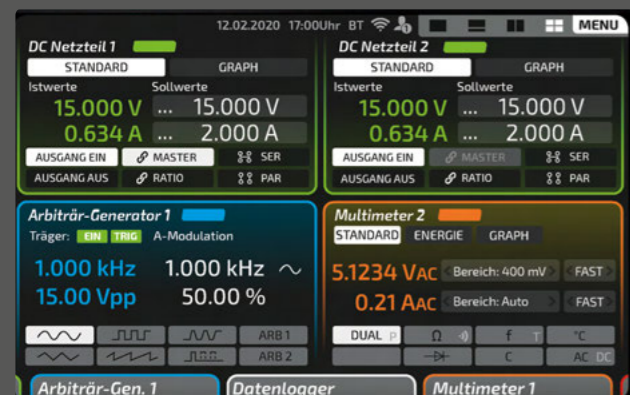 12.02.2020 17:00Uhr BT MENU
DC Netzteil 1
STANDARD GRAPH
Istwerte Sollwerte
15.000 V ... 15.000 V
0.634 A ... 2.000 A
AUSGANG EIN MASTER SER
AUSGANG AUS RATIO PAR
DC Netzteil 2
STANDARD GRAPH
Istwerte Sollwerte
15.000 V ... 15.000 V
0.634 A ... 2.000 A
AUSGANG EIN MASTER SER
AUSGANG AUS RATIO PAR
Arbiträr-Generator 1
Träger: EIN TRIG A-Modulation
1.000 kHz 1.000 kHz
15.00 Vpp 50.00 %
ARB 1
ARB 2
Multimeter 2
STANDARD ENERGIE GRAPH
5.1234 VAC Bereich: 400 mV FAST
0.21 AAC Bereich: Auto FAST
DUAL P Ω f T °C
C AC DC
Arbiträr-Gen. 1
Datenlogger
Multimeter 1